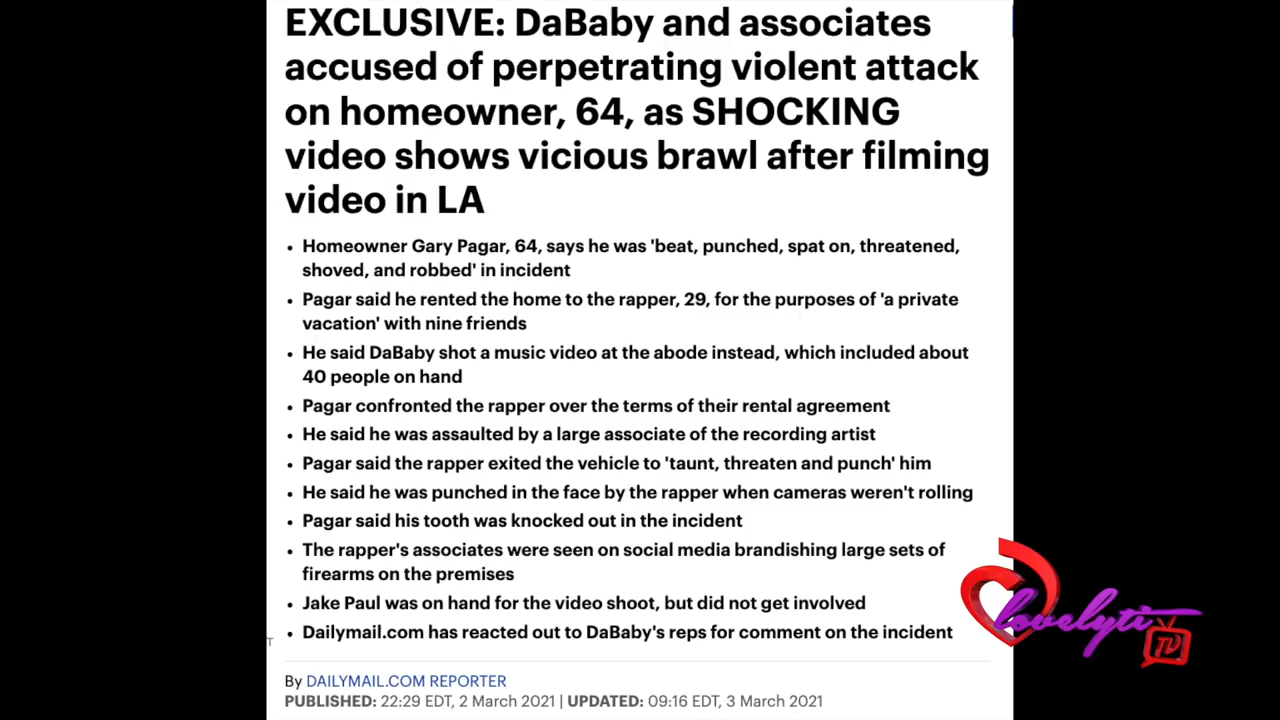 EXCLUSIVE: DaBaby and associates
accused of perpetrating violent attack
on homeowner, 64, as SHOCKING
video shows vicious brawl after filming
video in LA
• Homeowner Gary Pagar, 64, says he was 'beat, punched, spat on, threatened,
shoved, and robbed' in incident
• Pagar said he rented the home to the rapper, 29, for the purposes of 'a private
vacation' with nine friends
• He said DaBaby shot a music video at the abode instead, which included about
40 people on hand
• Pagar confronted the rapper over the terms of their rental agreement
• He said he was assaulted by a large associate of the recording artist
• Pagar said the rapper exited the vehicle to 'taunt, threaten and punch' him
• He said he was punched in the face by the rapper when cameras weren't rolling
• Pagar said his tooth was knocked out in the incident
• The rapper's associates were seen on social media brandishing large sets of
firearms on the premises
• Jake Paul was on hand for the video shoot, but did not get involved
• Dailymail.com has reacted out to DaBaby's reps for comment on the incident
T
lovelyti
TV
By DAILYMAIL.COM REPORTER
PUBLISHED: 22:29 EDT, 2 March 2021 | UPDATED: 09:16 EDT, 3 March 2021